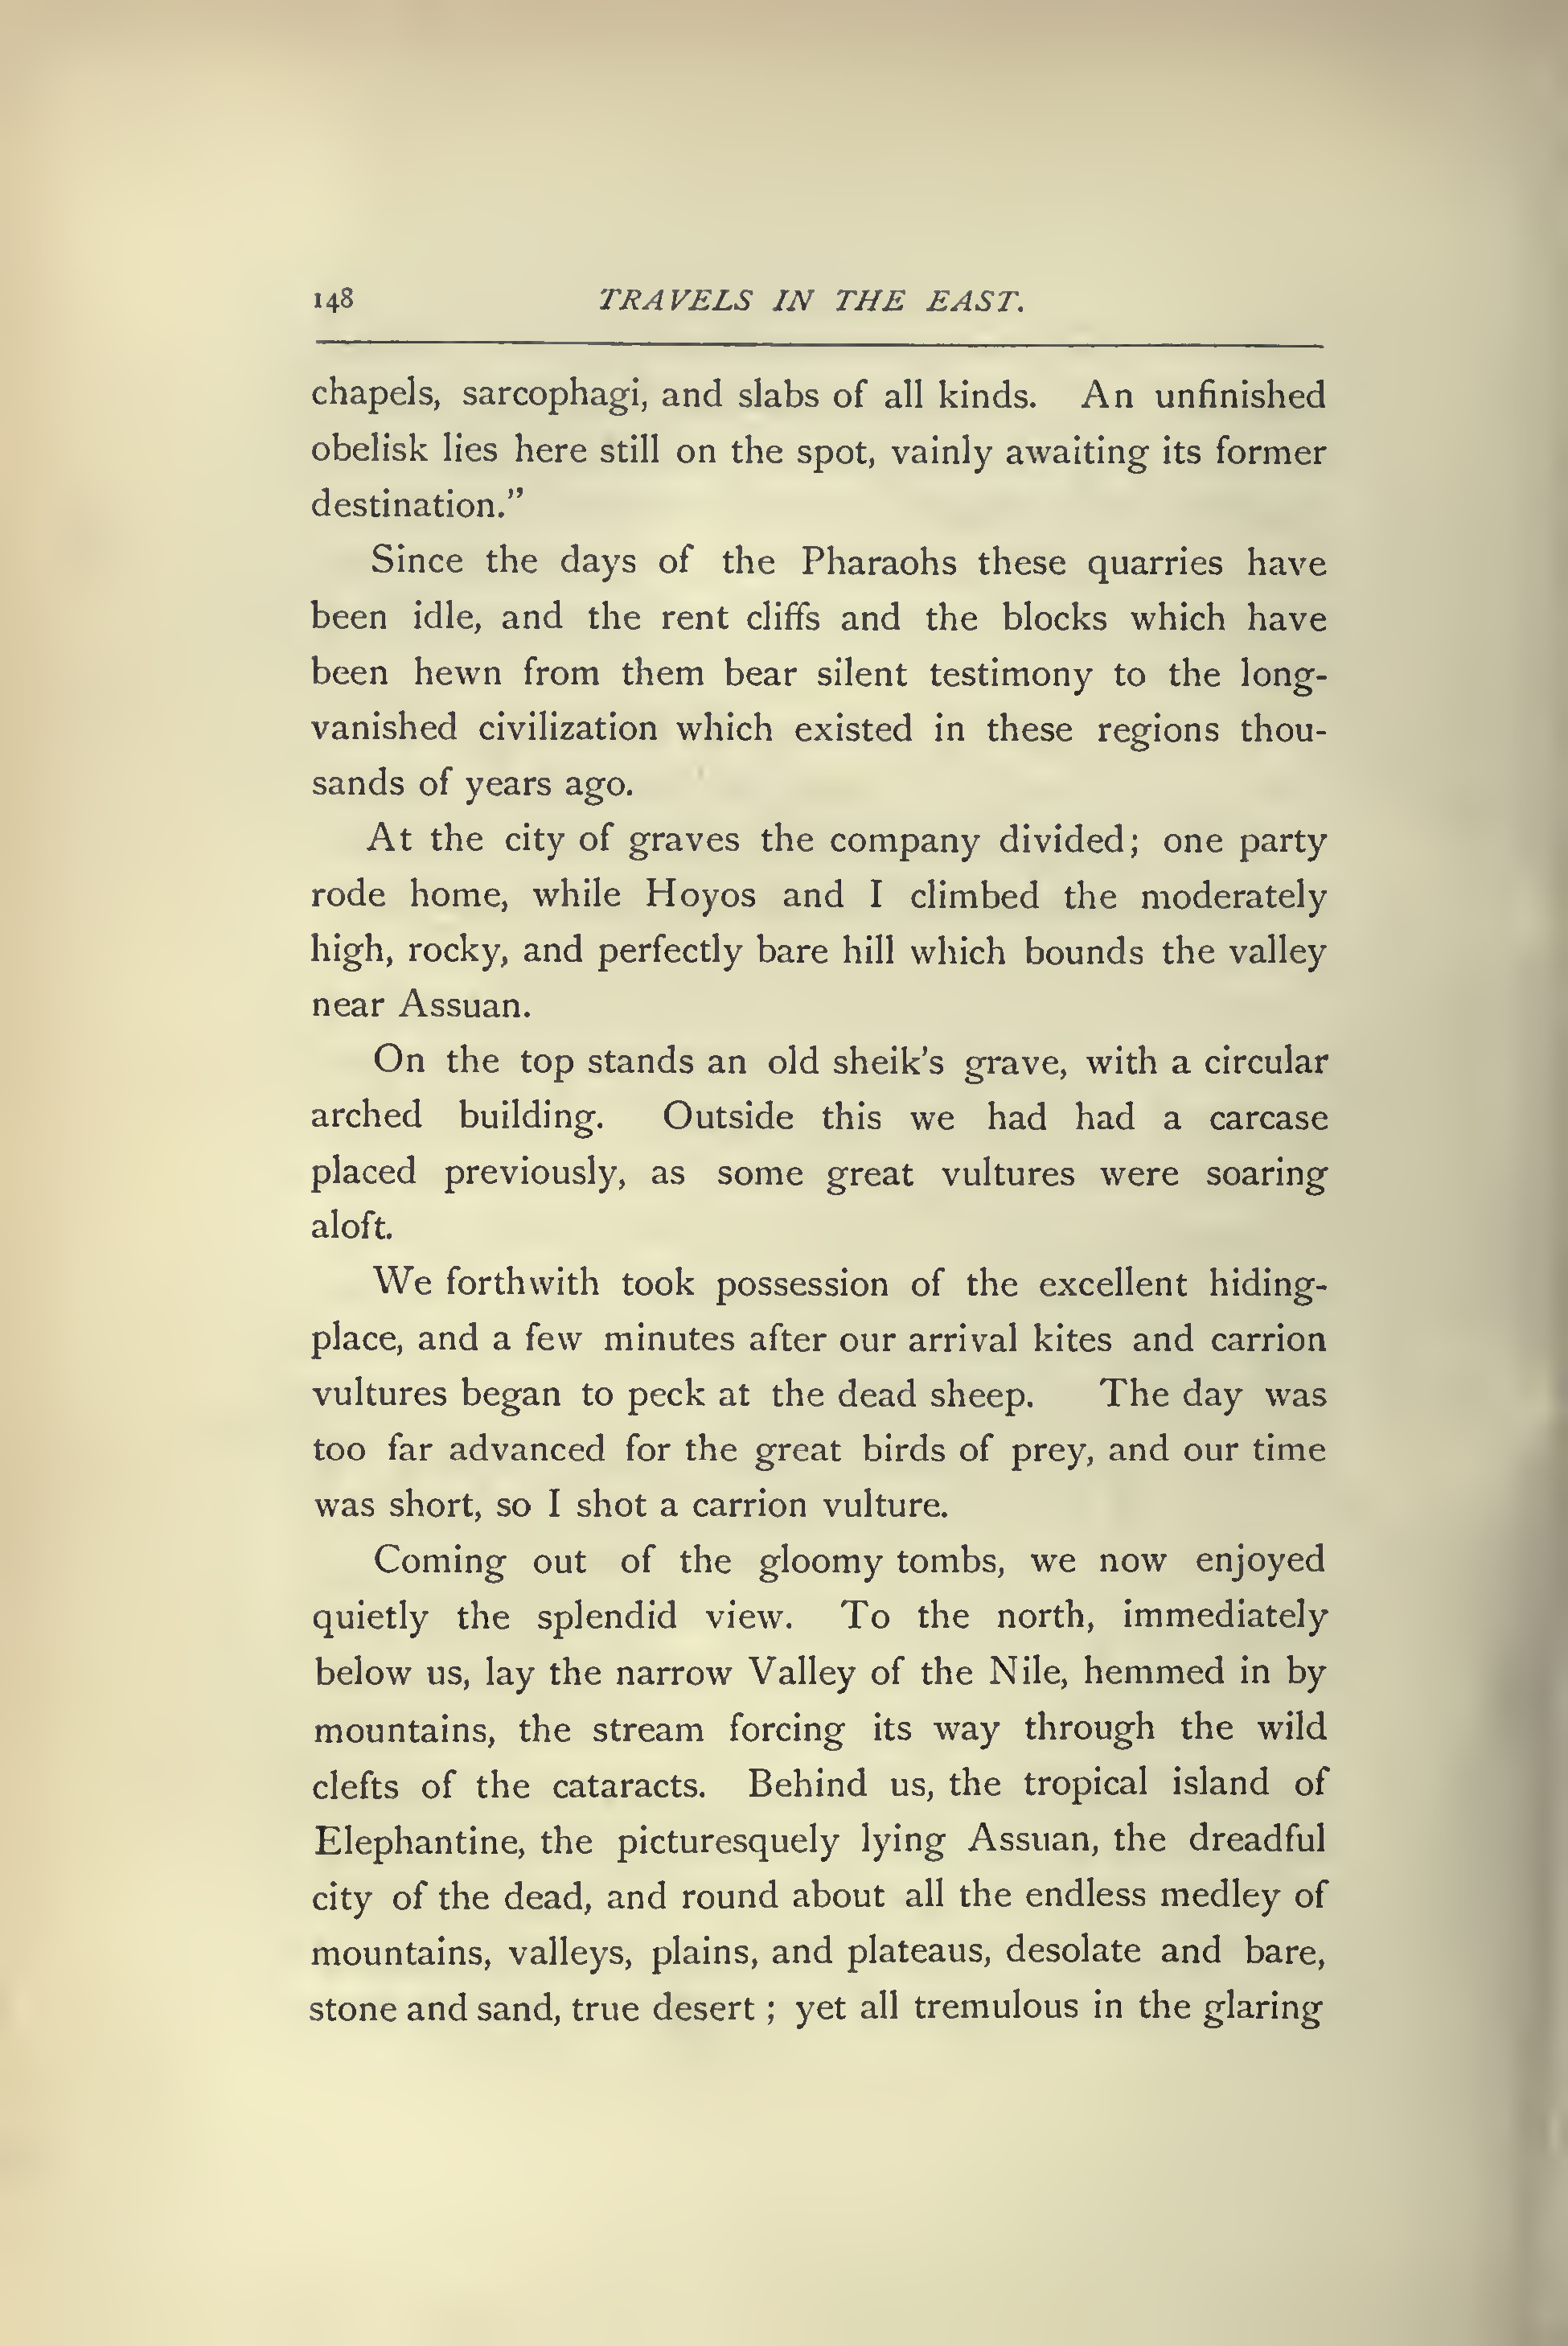 148 TRAVELS IN THE EAST.
chapels, sarcophagi, and slabs of all kinds. An unfinished
obelisk lies here still on the spot, vainly awaiting its former
destination.”
Since the days of the Pharaohs these quarries have
been idle, and the rent cliffs and the blocks which have
been hewn from them bear silent testimony to the long-
vanished civilization which existed in these regions thou-
sands of years ago.
At the city of graves the company divided; one party
rode home, while Hoyos and I climbed the moderately
high, rocky, and perfectly bare hill which bounds the valley
near Assuan.
On the top stands an old sheik’s grave, with a circular
arched building. Outside this we had had a carcase
placed previously, as some great vultures were soaring
aloft.
We forthwith took possession of the excellent hiding-
place, and a few minutes after our arrival kites and carrion
vultures began to peck at the dead sheep. The day was
too far advanced for the great birds of prey, and our time
was short, so I shot a carrion vulture.
Coming out of the gloomy tombs, we now enjoyed
quietly the splendid view. To the north, immediately
below us, lay the narrow Valley of the Nile, hemmed in by
mountains, the stream forcing its way through the wild
clefts of the cataracts. Behind us, the tropical island of
Elephantine, the picturesquely lying Assuan, the dreadful
city of the dead, and round about all the endless medley of
mountains, valleys, plains, and plateaus, desolate and bare,
stone and sand, true desert ; yet all tremulous in the glaring